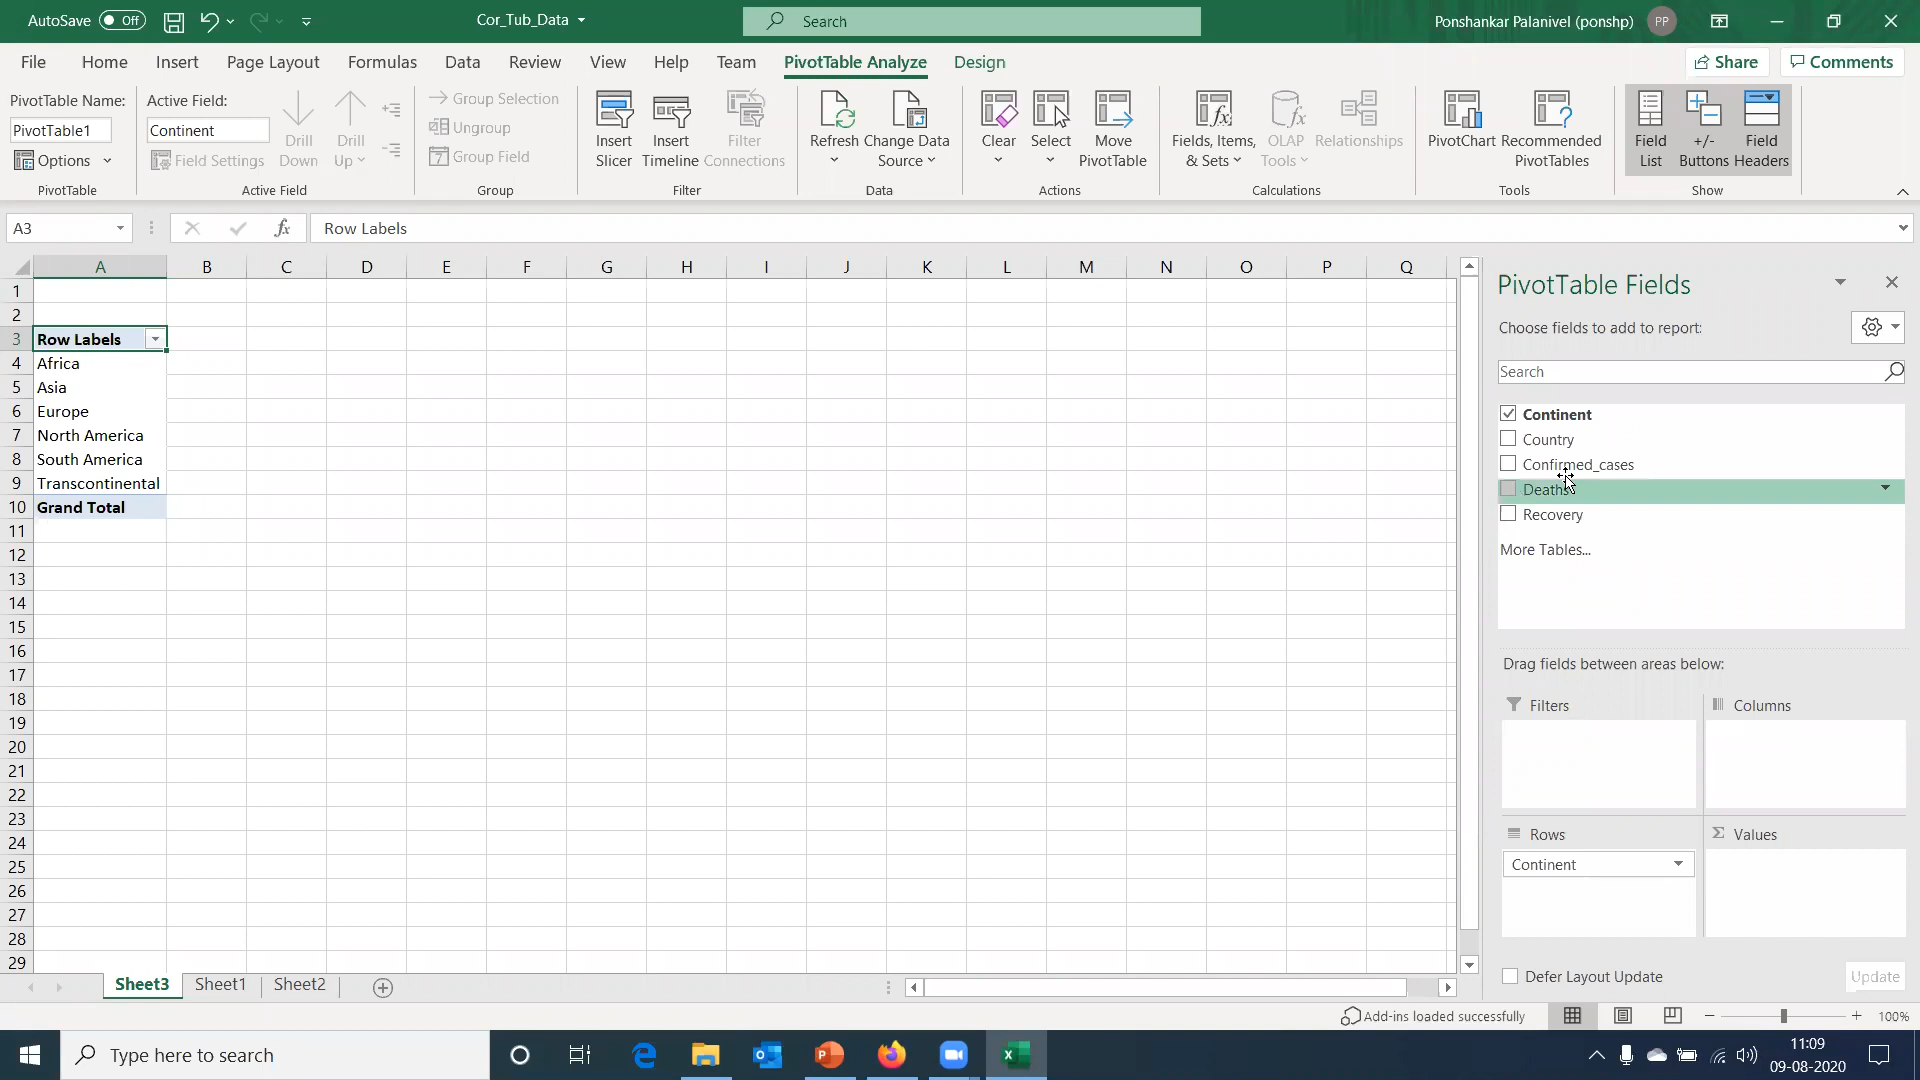 AutoSave Off Cor_Tub_Data Search Ponshankar Palanivel (ponshp) PP
File Home Insert Page Layout Formulas Data Review View Help Team PivotTable Analyze Design Share Comments
PivotTable Name:
PivotTable1
Options
PivotTable
Active Field:
Continent
Field Settings
Drill Down
Drill Up
Active Field
Group Selection
Ungroup
Group Field
Group
Insert Slicer
Insert Timeline
Filter Connections
Filter
Refresh
Change Data Source
Data
Clear
Select
Move PivotTable
Actions
Fields, Items, & Sets
OLAP Tools
Relationships
Calculations
PivotChart
Recommended PivotTables
Tools
Field List
+/- Buttons
Field Headers
Show
A3 fx Row Labels
A B C D E F G H I J K L M N O P Q
1
2
3 Row Labels
4 Africa
5 Asia
6 Europe
7 North America
8 South America
9 Transcontinental
10 Grand Total
11
12
13
14
15
16
17
18
19
20
21
22
23
24
25
26
27
28
29
PivotTable Fields
Choose fields to add to report:
Search
Continent
Country
Confirmed_cases
Deaths
Recovery
More Tables...
Drag fields between areas below:
Filters
Columns
Rows
Σ Values
Continent
Defer Layout Update Update
Sheet3 Sheet1 Sheet2
Add-ins loaded successfully 100%
Type here to search
11:09
09-08-2020